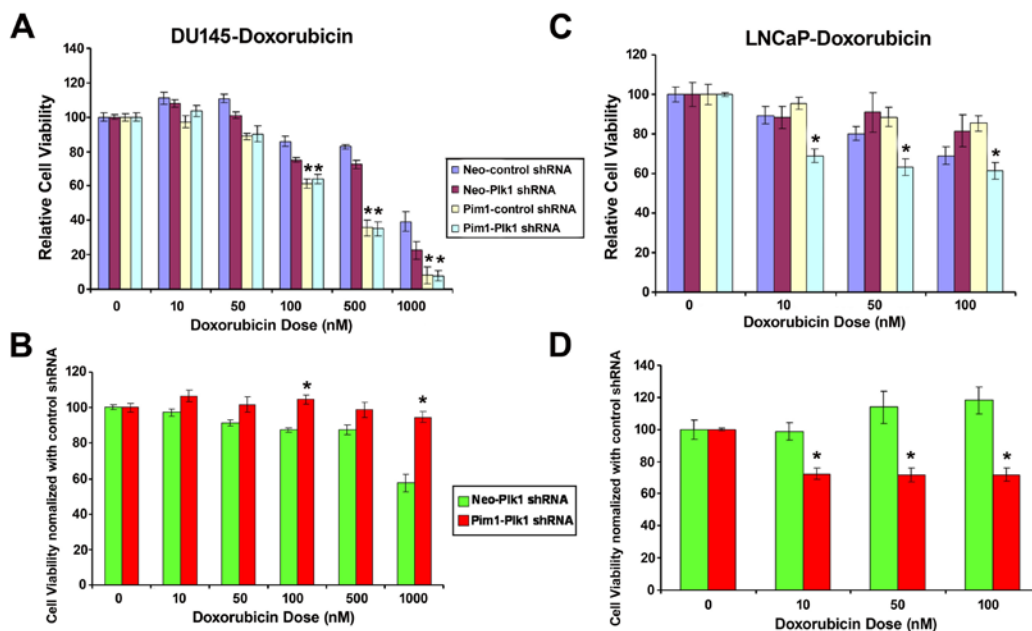 A
DU145-Doxorubicin
Relative Cell Viability
120
100
80
60
40
20
0
** ** **
0 10 50 100 500 1000
Doxorubicin Dose (nM)
Neo-control shRNA
Neo-Plk1 shRNA
Pim1-control shRNA
Pim1-Plk1 shRNA
C
LNCaP-Doxorubicin
Relative Cell Viability
120
100
80
60
40
20
0
* * *
0 10 50 100
Doxorubicin Dose (nM)
B
Cell Viability normalized with control shRNA
120
100
80
60
40
20
0
* *
0 10 50 100 500 1000
Doxorubicin Dose (nM)
Neo-Plk1 shRNA
Pim1-Plk1 shRNA
D
Cell Viability nomalized with control shRNA
140
120
100
80
60
40
20
0
* * *
0 10 50 100
Doxorubicin Dose (nM)